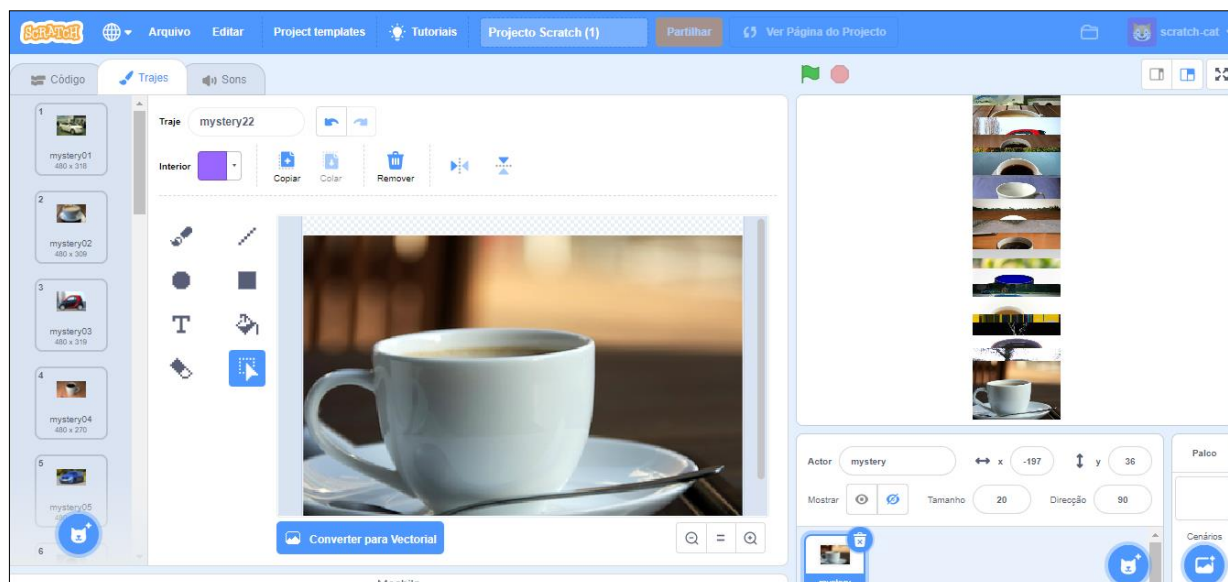 SCRATCH Arquivo Editar Project templates Tutoriais Projecto Scratch (1) Partilhar Ver Página do Projecto scratch-cat
Código Trajes Sons
1
mystery01
480 x 318
2
mystery02
480 x 309
3
mystery03
480 x 319
4
mystery04
480 x 270
5
mystery05
6
Traje mystery22
Interior
Copiar Colar Remover
T
Converter para Vectorial
Actor mystery x -197 y 36
Mostrar Tamanho 20 Direcção 90
Palco
Cenários
mystery